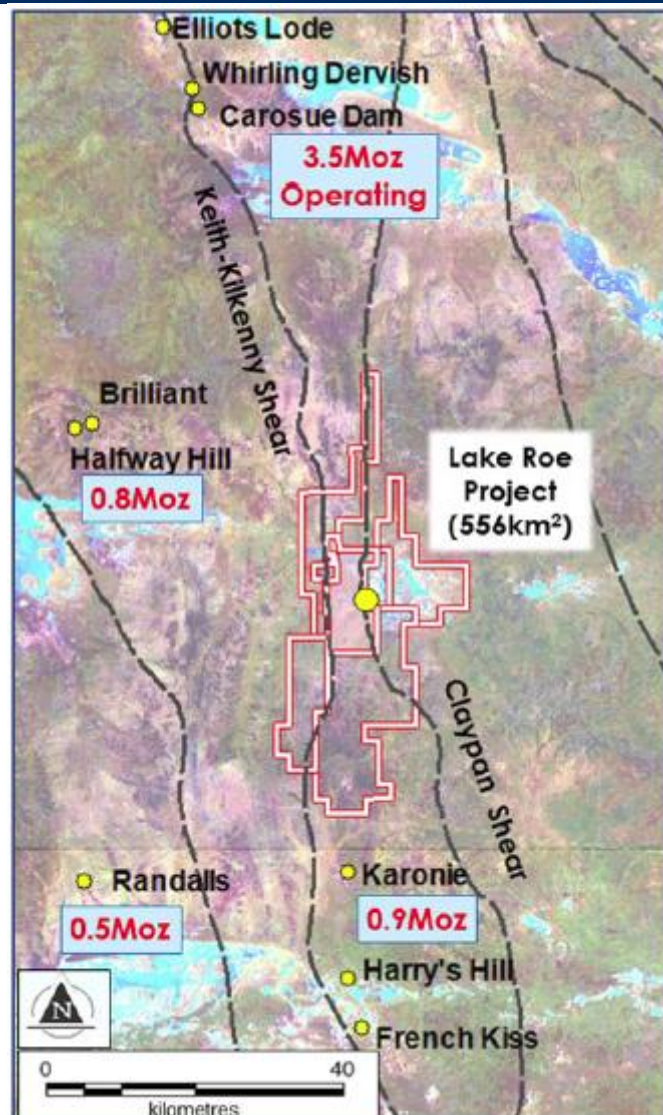 Elliots Lode
Whirling Dervish
Carosue Dam
3.5Moz
Operating
Keith-Kilkenny Shear
Brilliant
Halfway Hill
0.8Moz
Lake Roe
Project
(556km²)
Claypan Shear
Randalls
0.5Moz
Karonie
0.9Moz
Harry's Hill
French Kiss
N
0 40
kilometres